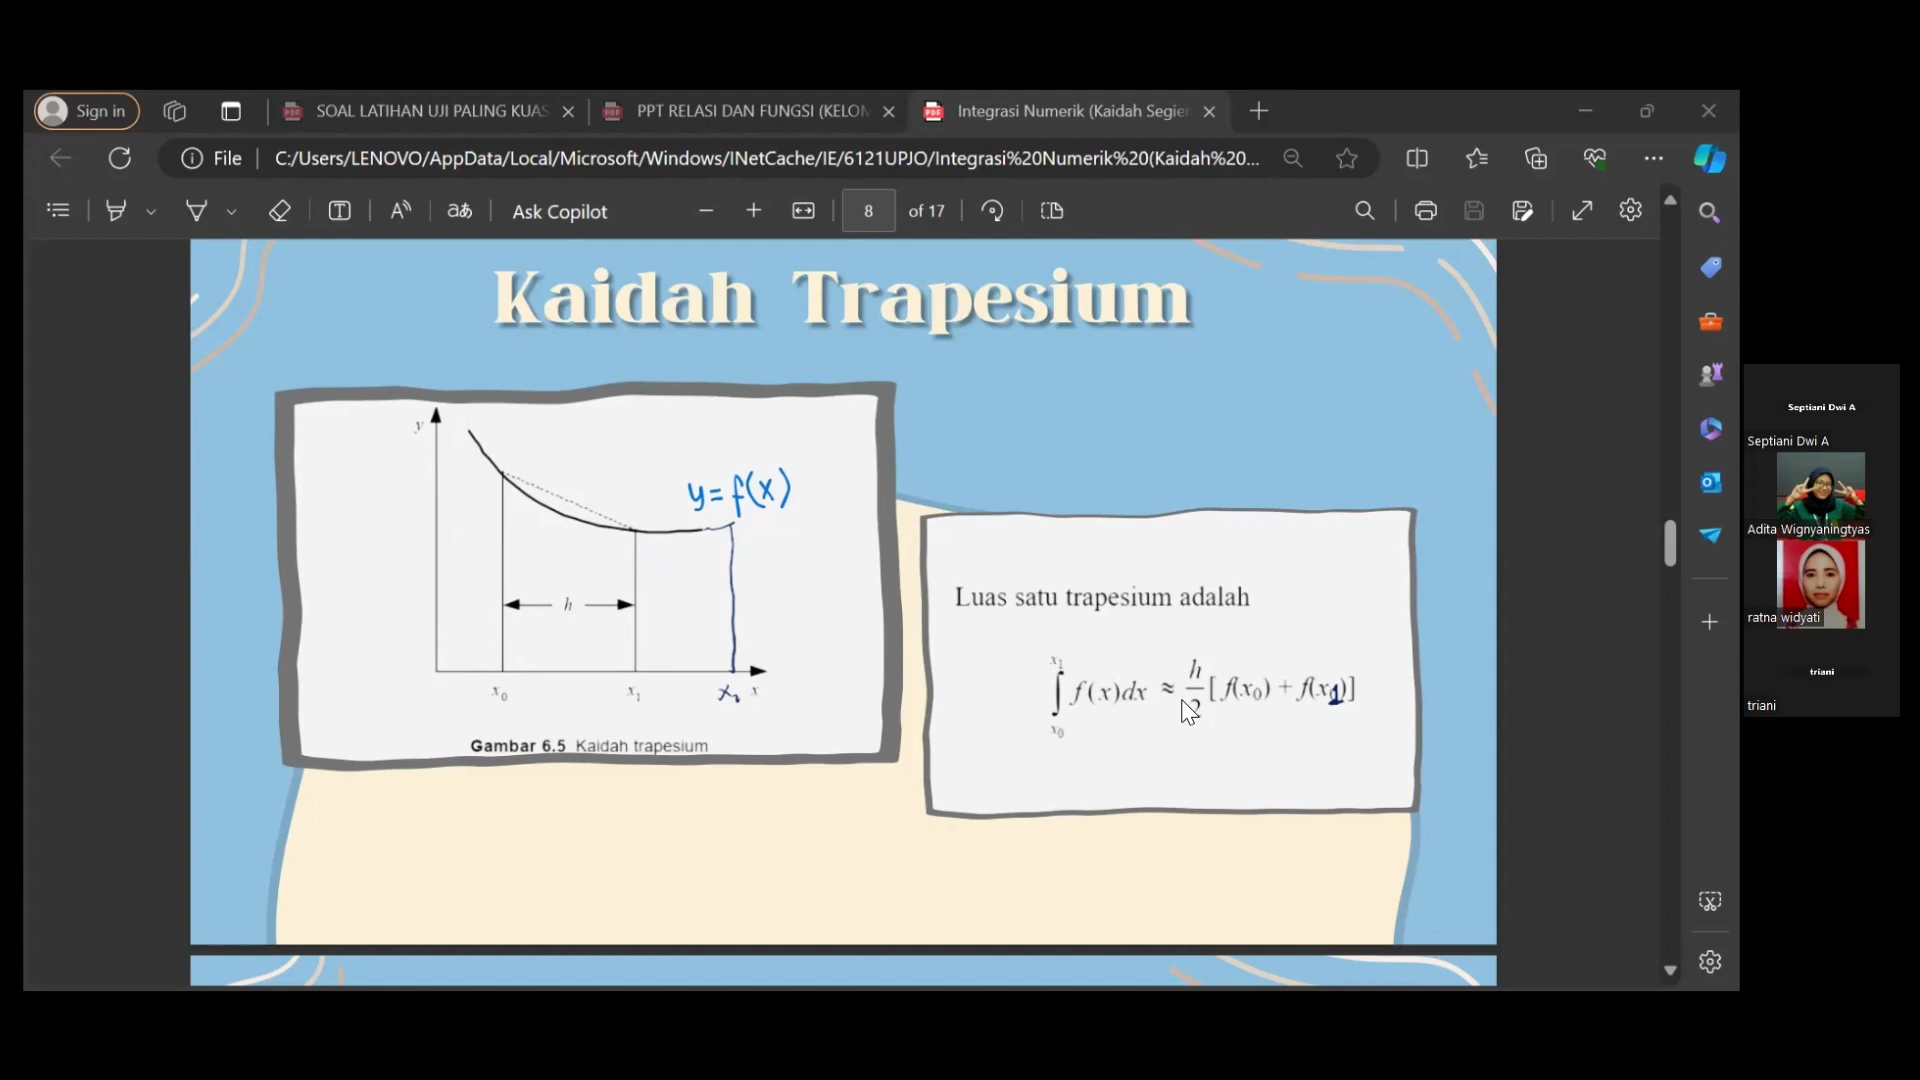 Sign in
SOAL LATIHAN UJI PALING KUAS
PPT RELASI DAN FUNGSI (KELOM
Integrasi Numerik (Kaidah Segier
File
C:/Users/LENOVO/AppData/Local/Microsoft/Windows/INetCache/IE/6121UPJO/Integrasi%20Numerik%20(Kaidah%20...
Ask Copilot
8 of 17
Kaidah Trapesium
y
y=f(x)
h
x₀ x₁ x
Gambar 6.5 Kaidah trapesium
Luas satu trapesium adalah
x₁
∫ f(x)dx ≈ h/2 [ f(x₀) + f(x₁)]
x₀
Septiani Dwi A
Septiani Dwi A
Adita Wignyaningtyas
ratna widyati
triani
triani